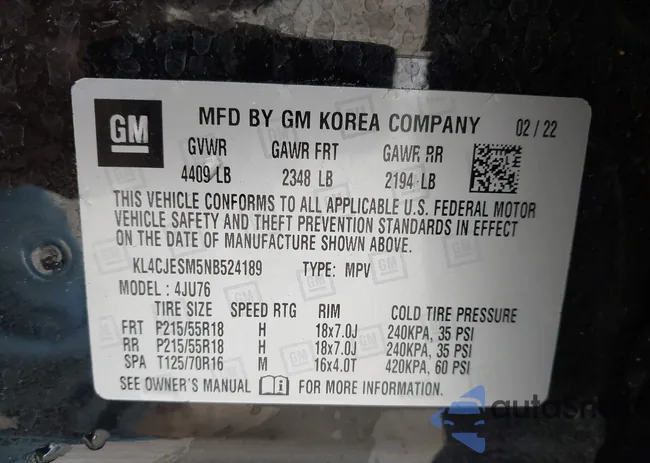 GM
MFD BY GM KOREA COMPANY 02 / 22
GVWR GAWR FRT GAWR RR
4409 LB 2348 LB 2194 LB
THIS VEHICLE CONFORMS TO ALL APPLICABLE U.S. FEDERAL MOTOR
VEHICLE SAFETY AND THEFT PREVENTION STANDARDS IN EFFECT
ON THE DATE OF MANUFACTURE SHOWN ABOVE.
KL4CJESM5NB524189 TYPE: MPV
MODEL : 4JU76
TIRE SIZE SPEED RTG RIM COLD TIRE PRESSURE
FRT P215/55R18 H 18x7.0J 240KPA, 35 PSI
RR P215/55R18 H 18x7.0J 240KPA, 35 PSI
SPA T125/70R16 M 16x4.0T 420KPA, 60 PSI
SEE OWNER'S MANUAL FOR MORE INFORMATION.